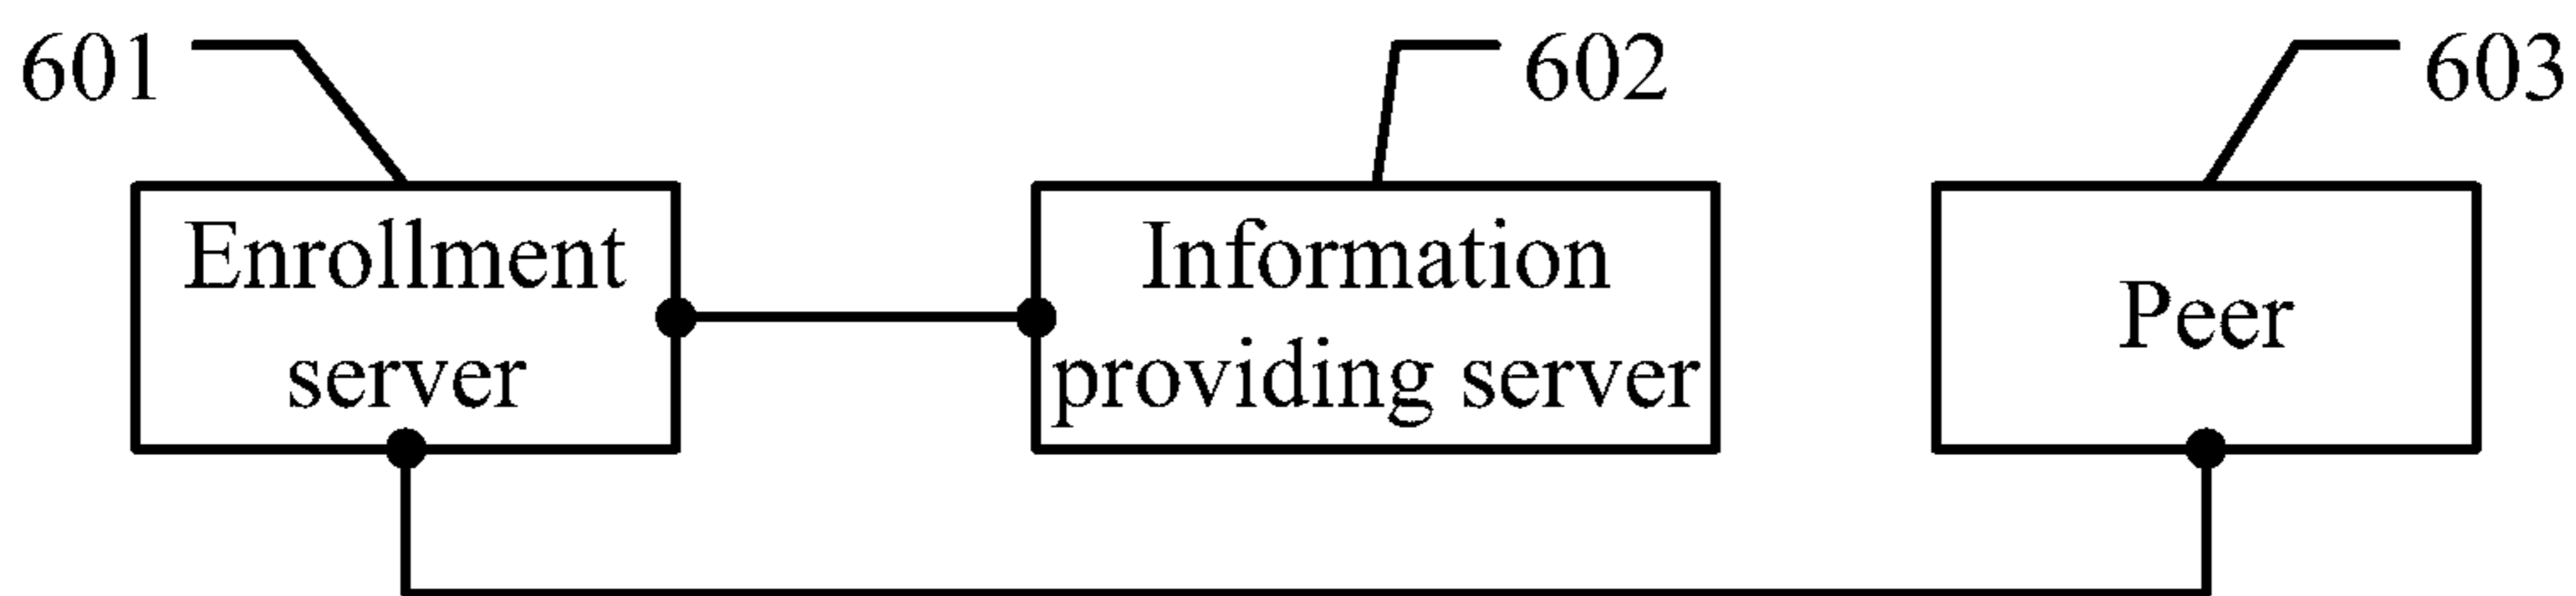 601
602
603
Enrollment
server
Information
providing server
Peer